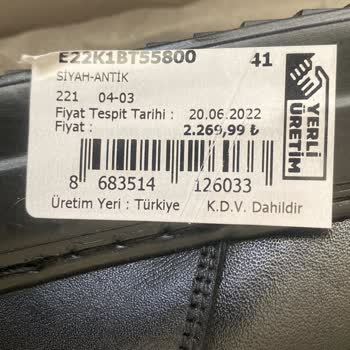 E22K1BT55800 41
SİYAH-ANTİK
221 04-03
Fiyat Tespit Tarihi : 20.06.2022
Fiyat : 2.269,99 ₺
8 683514 126033
Üretim Yeri : Türkiye K.D.V. Dahildir
YERLİ
ÜRETİM